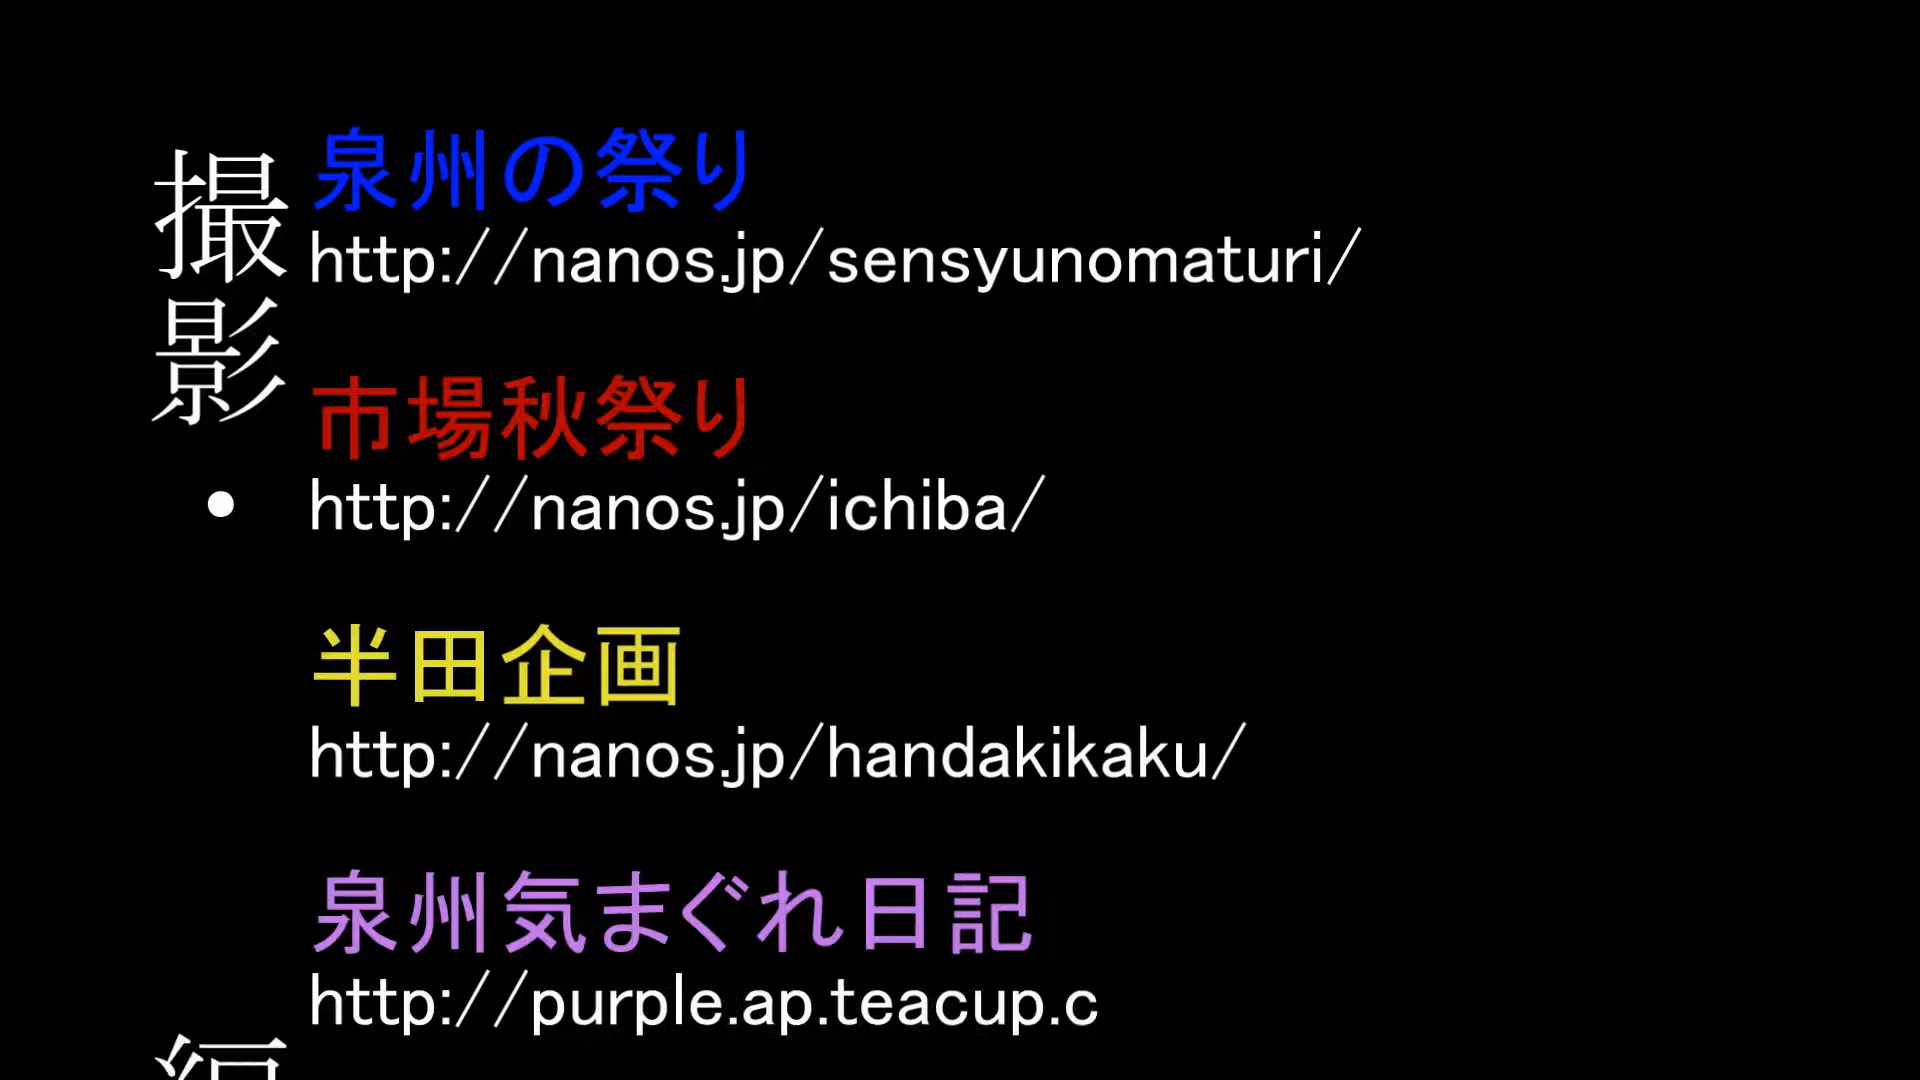 撮影・
泉州の祭り
http://nanos.jp/sensyunomaturi/
市場秋祭り
http://nanos.jp/ichiba/
半田企画
http://nanos.jp/handakikaku/
泉州気まぐれ日記
http://purple.ap.teacup.c